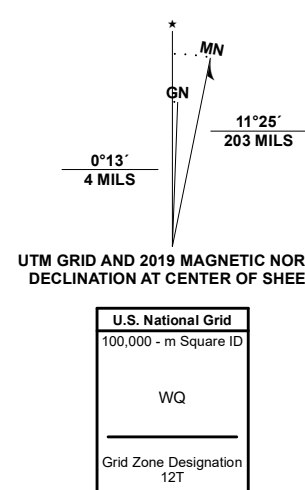 ★
MN
GN
11°25´
203 MILS
0°13´
4 MILS
UTM GRID AND 2019 MAGNETIC NOR
DECLINATION AT CENTER OF SHEE
U.S. National Grid
100,000 - m Square ID
WQ
Grid Zone Designation
12T